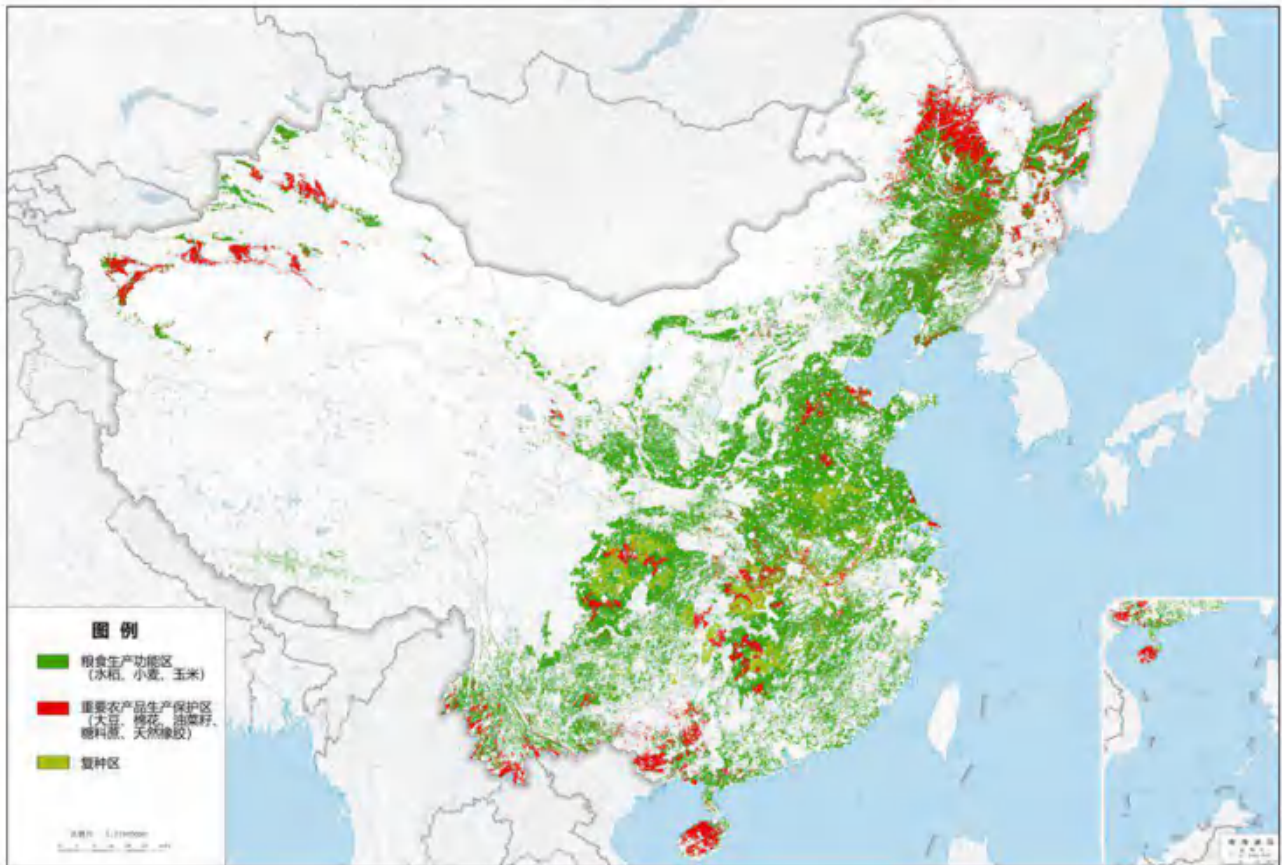 图 例
粮食生产功能区
（水稻、小麦、玉米）
重要农产品生产保护区
（大豆、棉花、油菜籽、
糖料蔗、天然橡胶）
复种区